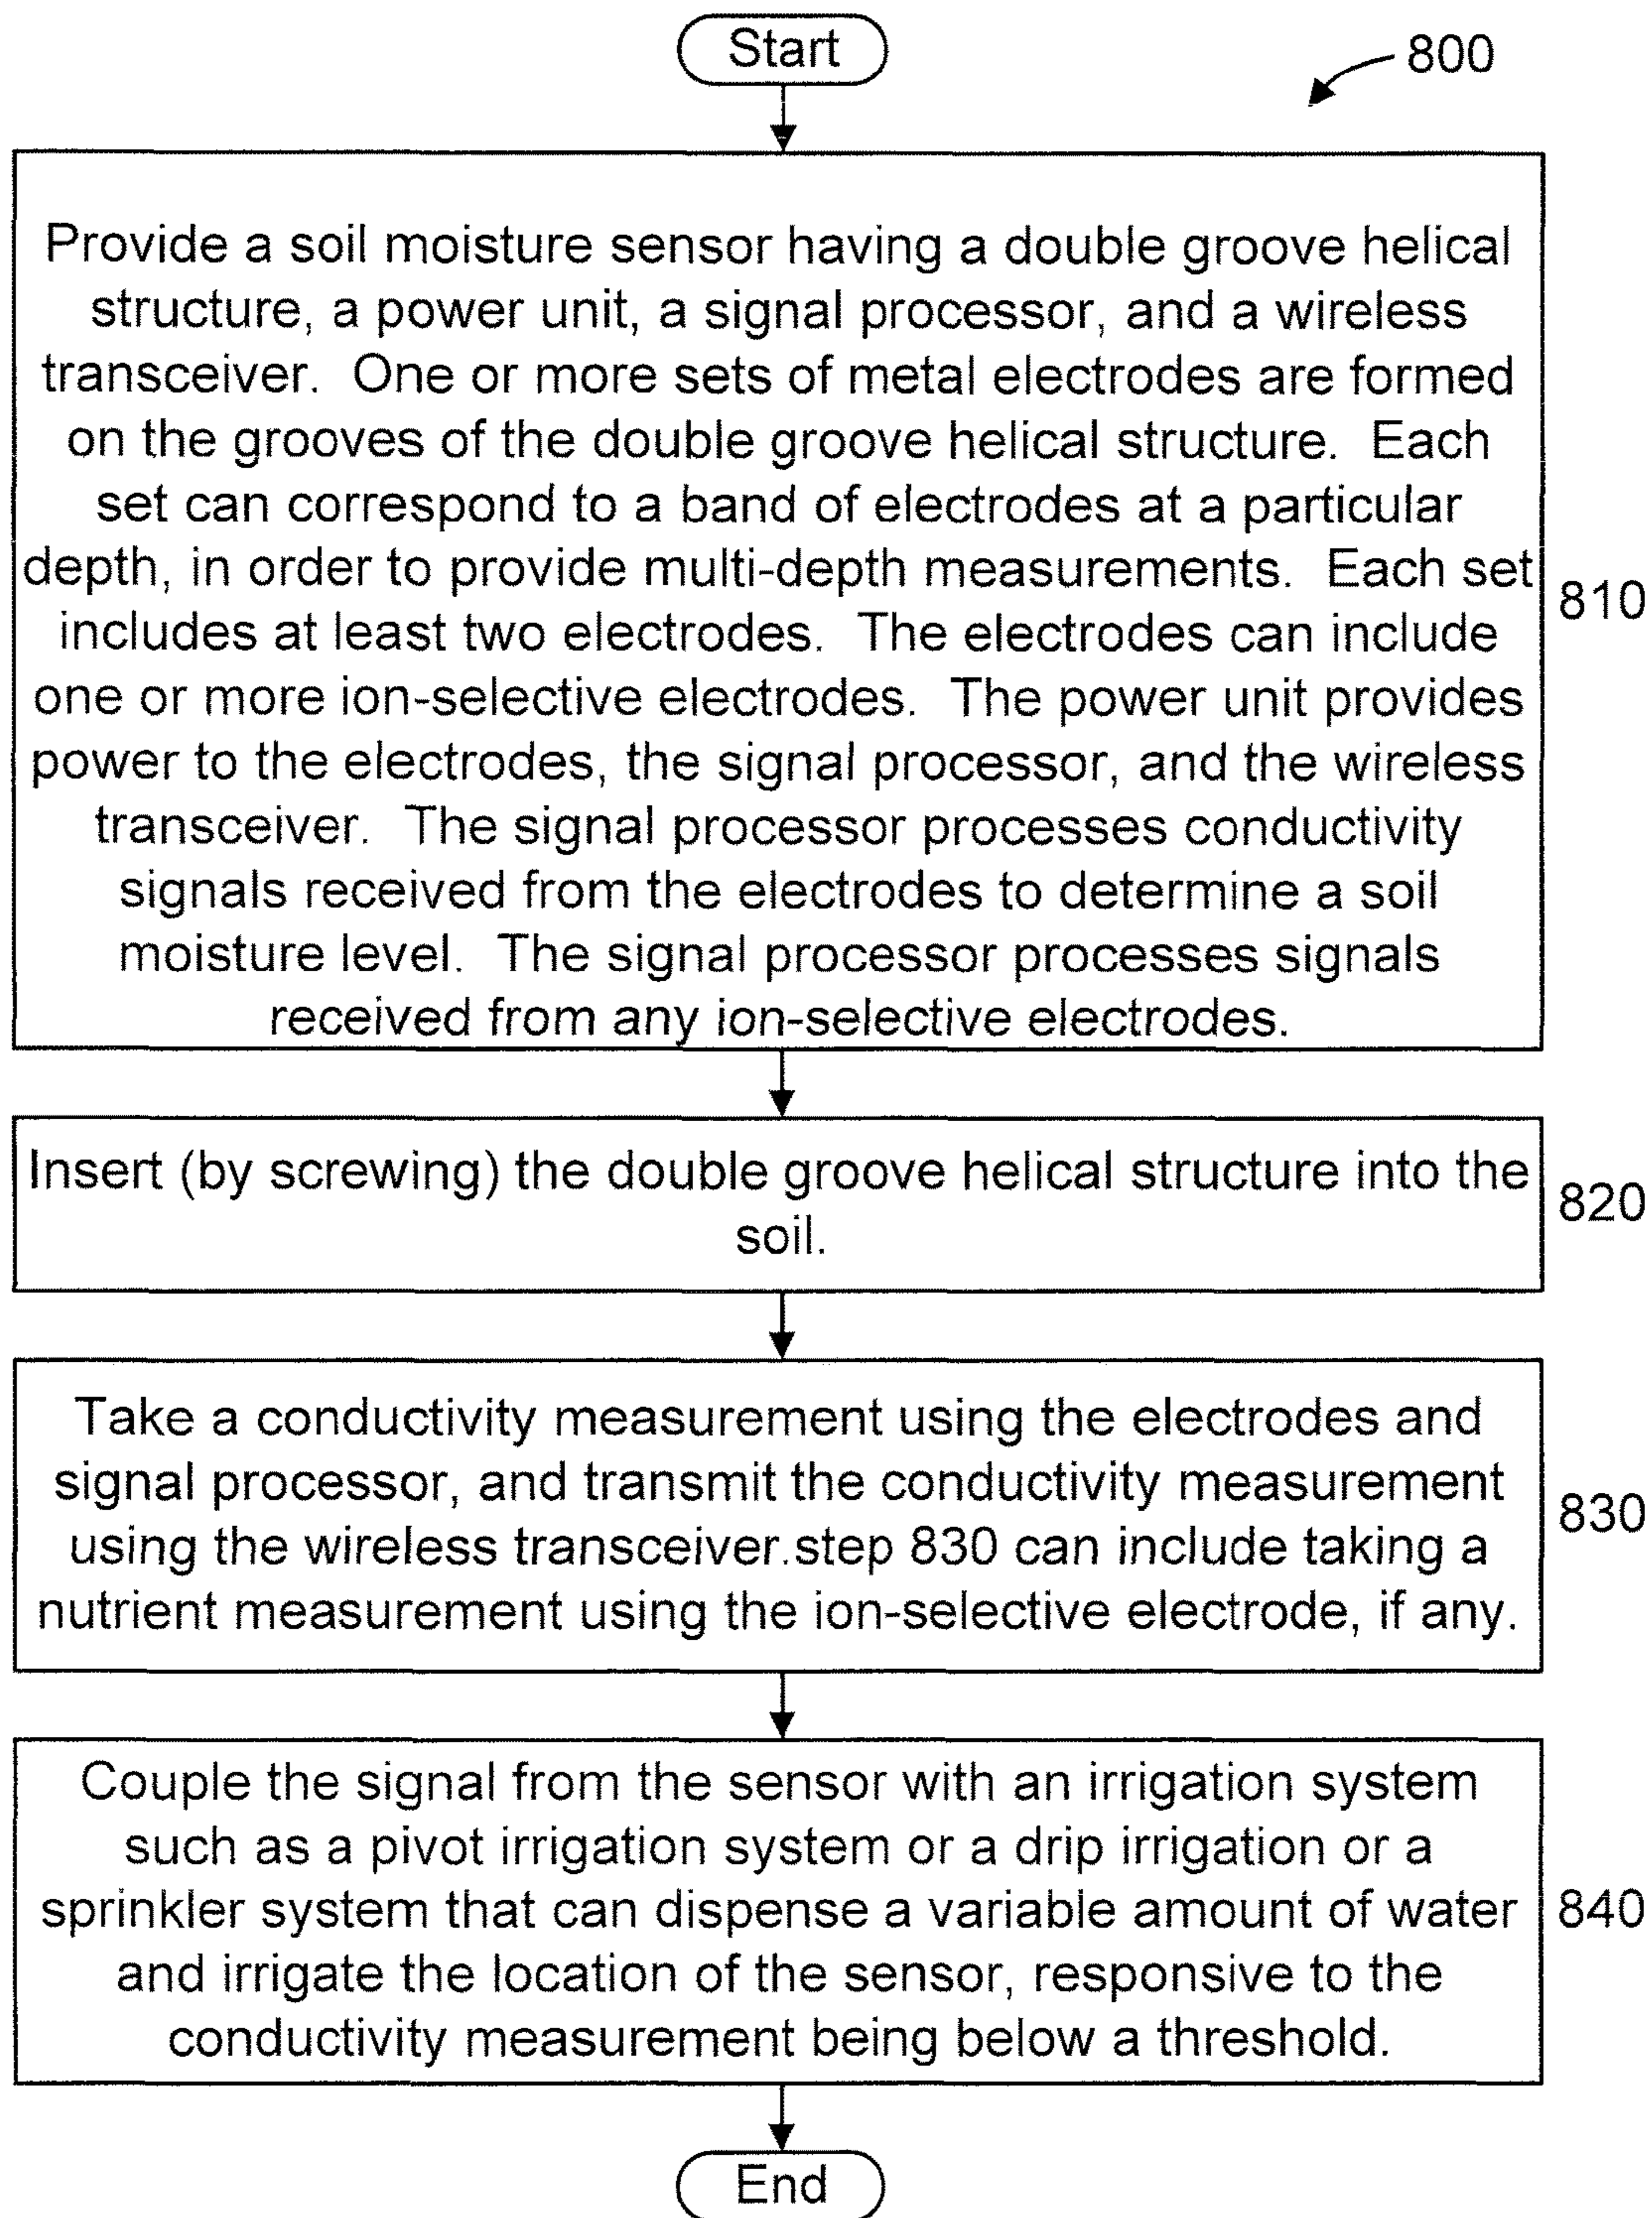 Start
800
Provide a soil moisture sensor having a double groove helical
structure, a power unit, a signal processor, and a wireless
transceiver.  One or more sets of metal electrodes are formed
on the grooves of the double groove helical structure.  Each
set can correspond to a band of electrodes at a particular
depth, in order to provide multi-depth measurements.  Each set
includes at least two electrodes.  The electrodes can include
one or more ion-selective electrodes.  The power unit provides
power to the electrodes, the signal processor, and the wireless
transceiver.  The signal processor processes conductivity
signals received from the electrodes to determine a soil
moisture level.  The signal processor processes signals
received from any ion-selective electrodes.
810
Insert (by screwing) the double groove helical structure into the
soil.
820
Take a conductivity measurement using the electrodes and
signal processor, and transmit the conductivity measurement
using the wireless transceiver.step 830 can include taking a
nutrient measurement using the ion-selective electrode, if any.
830
Couple the signal from the sensor with an irrigation system
such as a pivot irrigation system or a drip irrigation or a
sprinkler system that can dispense a variable amount of water
and irrigate the location of the sensor, responsive to the
conductivity measurement being below a threshold.
840
End